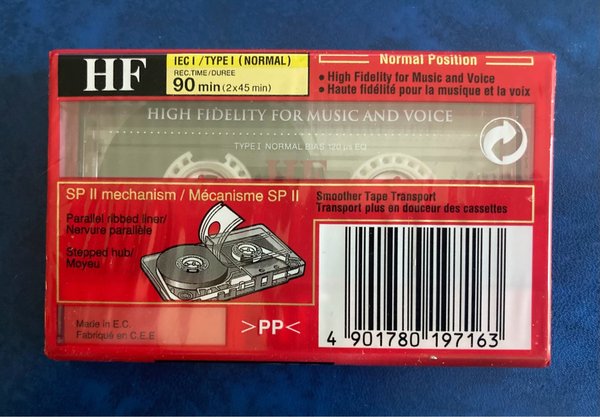 HF
IEC I / TYPE I (NORMAL)
REC.TIME/DUREE
90 min (2x45 min)
Normal Position
• High Fidelity for Music and Voice
• Haute fidélité pour la musique et la voix
HIGH FIDELITY FOR MUSIC AND VOICE
TYPE I NORMAL BIAS 120 µs EQ
HF
SP II mechanism / Mécanisme SP II
Parallel ribbed liner/
Nervure parallèle
Stepped hub/
Moyeu
Smoother Tape Transport
Transport plus en douceur des cassettes
Made in E.C.
Fabriqué en C.E.E
>PP<
4 901780 197163